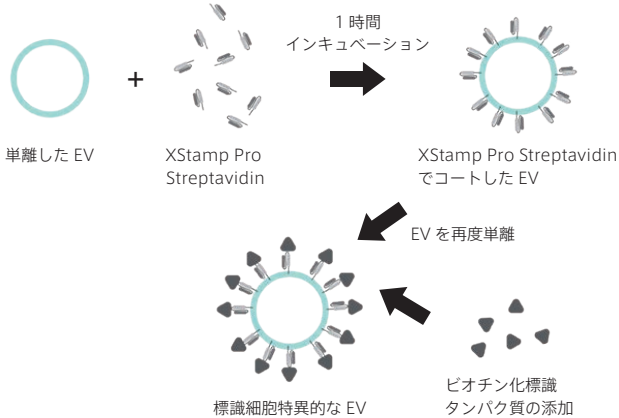 1 時間
インキュベーション
+
単離した EV
XStamp Pro
Streptavidin
XStamp Pro Streptavidin
でコートした EV
EV を再度単離
標識細胞特異的な EV
ビオチン化標識
タンパク質の添加